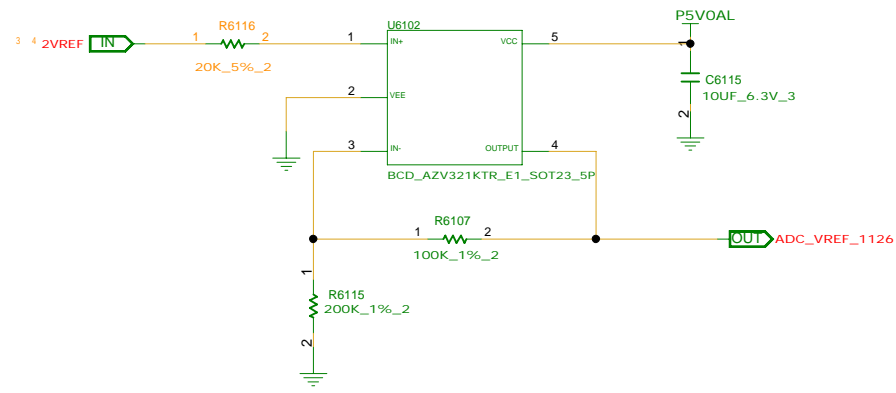 P5V0AL
R6116
U6102
3 4 2VREF IN 1 2 1 IN+ VCC 5 1
20K_5%_2
C6115
10UF_6.3V_3
2 VEE
2
3 IN- OUTPUT 4
BCD_AZV321KTR_E1_SOT23_5P
R6107
1 2
OUT ADC_VREF_1126
100K_1%_2
1
R6115
200K_1%_2
2